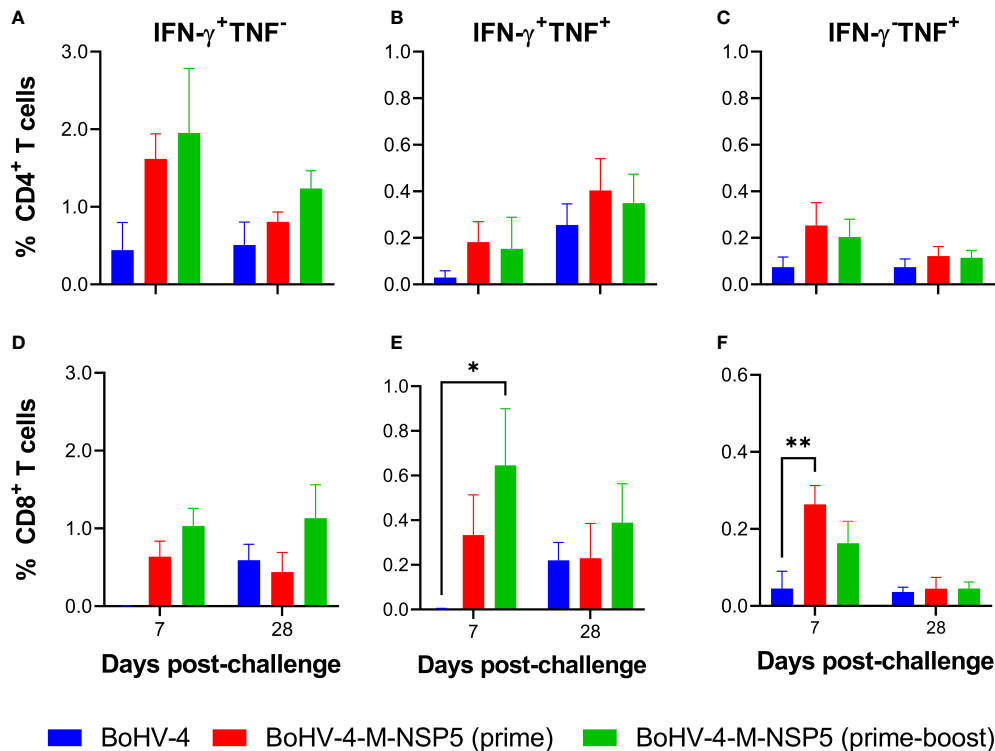 A
IFN-γ⁺TNF⁻
B
IFN-γ⁺TNF⁺
C
IFN-γ⁻TNF⁺
% CD4⁺ T cells
3.0
2.0
1.0
0.0
1.0
0.8
0.6
0.4
0.2
0.0
1.0
0.8
0.6
0.4
0.2
0.0
D
E
F
% CD8⁺ T cells
3.0
2.0
1.0
0.0
7 28
Days post-challenge
*
1.0
0.8
0.6
0.4
0.2
0.0
7 28
Days post-challenge
**
0.6
0.4
0.2
0.0
7 28
Days post-challenge
BoHV-4 BoHV-4-M-NSP5 (prime) BoHV-4-M-NSP5 (prime-boost)